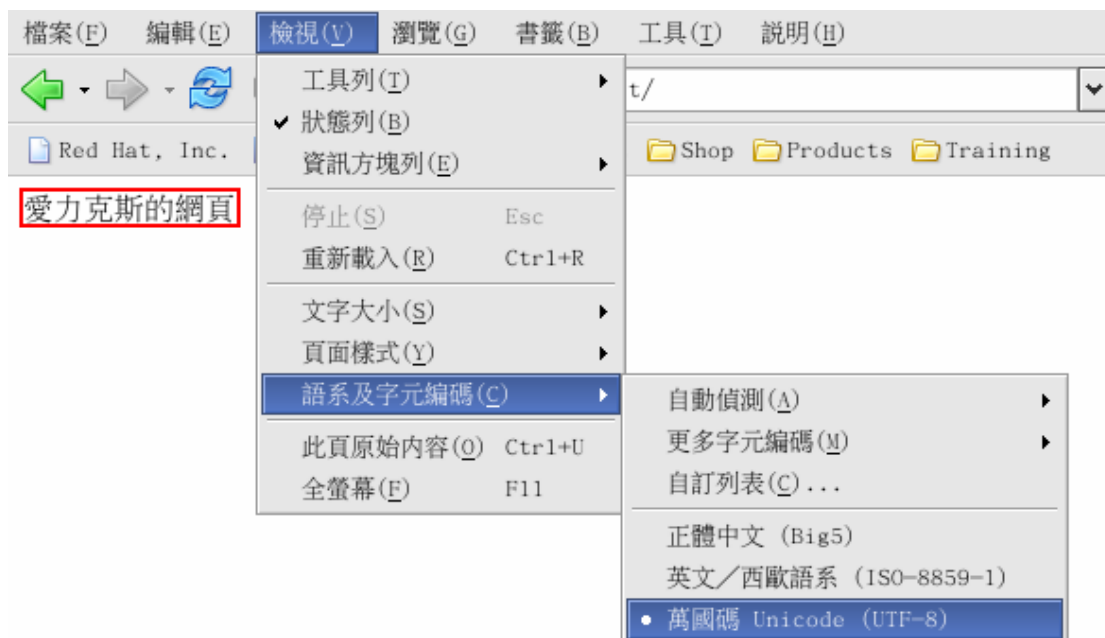 檔案(F) 編輯(E) 檢視(V) 瀏覽(G) 書籤(B) 工具(T) 說明(H)
t/
Red Hat, Inc. Shop Products Training
愛力克斯的網頁
工具列(T)
狀態列(B)
資訊方塊列(E)
停止(S) Esc
重新載入(R) Ctrl+R
文字大小(S)
頁面樣式(Y)
語系及字元編碼(C)
此頁原始內容(O) Ctrl+U
全螢幕(F) F11
自動偵測(A)
更多字元編碼(M)
自訂列表(C)...
正體中文 (Big5)
英文／西歐語系 (ISO-8859-1)
萬國碼 Unicode (UTF-8)